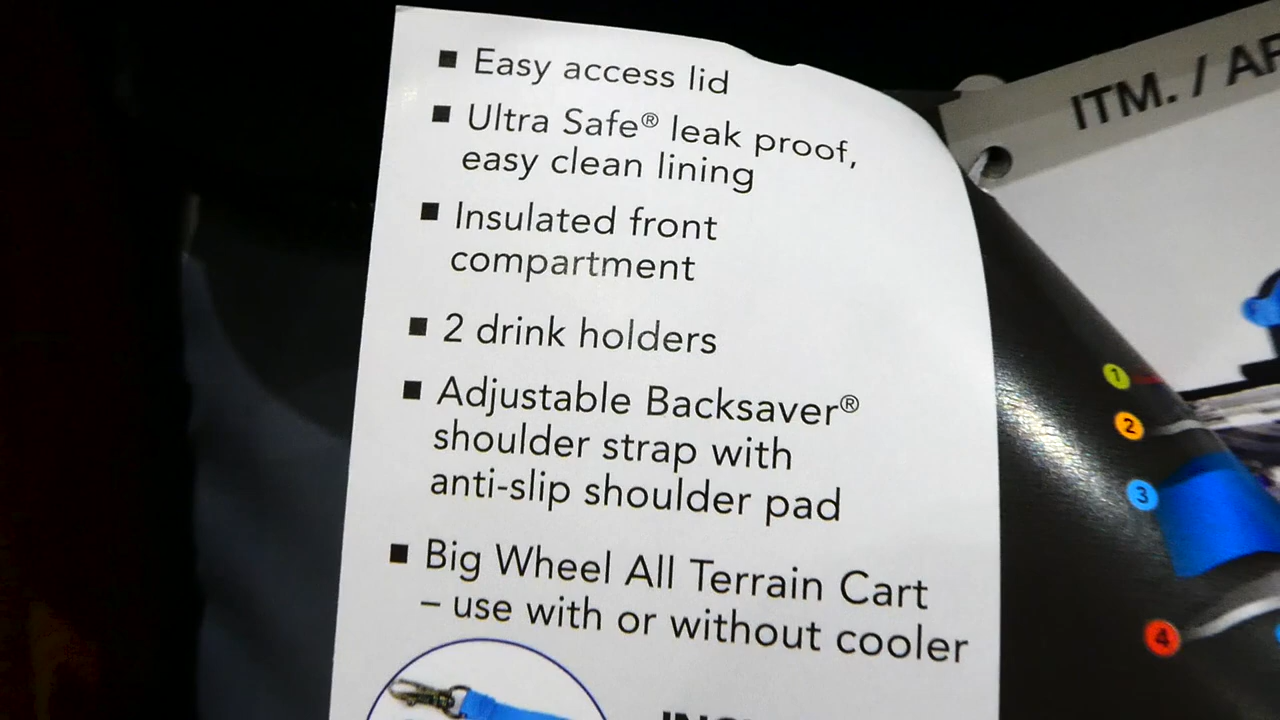 ■ Easy access lid
■ Ultra Safe® leak proof,
easy clean lining
■ Insulated front
compartment
■ 2 drink holders
■ Adjustable Backsaver®
shoulder strap with
anti-slip shoulder pad
■ Big Wheel All Terrain Cart
– use with or without cooler
ITM. /
1
2
3
4